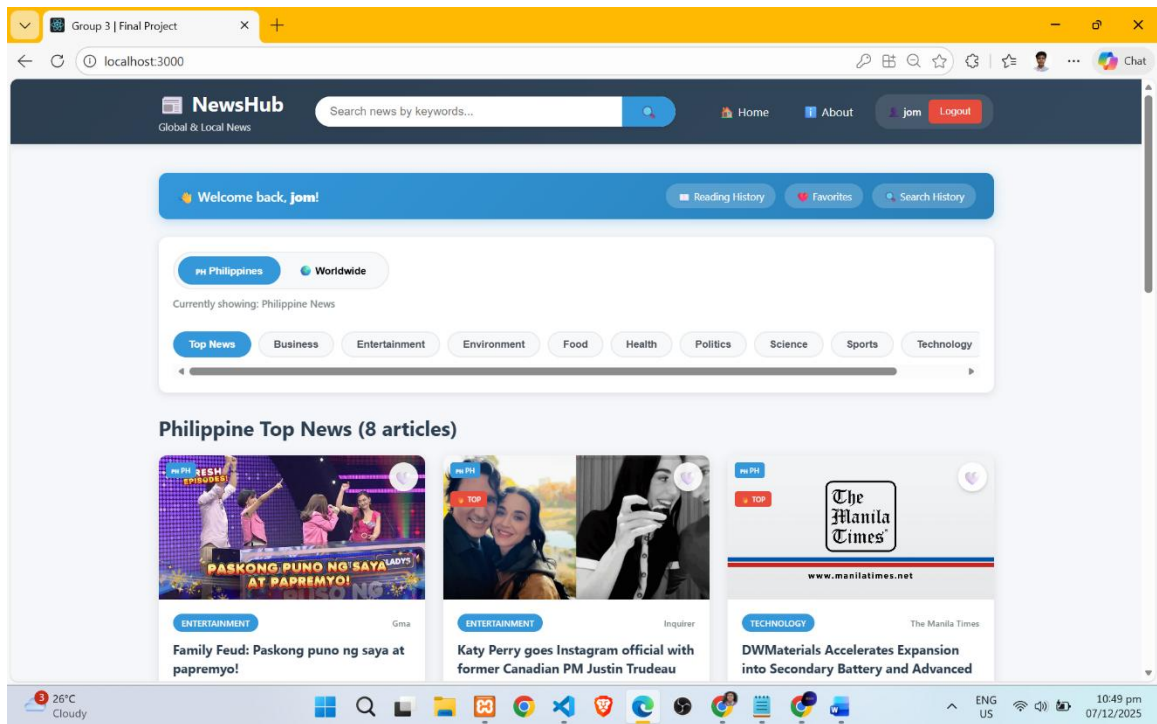 Group 3 | Final Project
localhost:3000
Chat
NewsHub
Global & Local News
Search news by keywords...
Home
About
jom
Logout
Welcome back, jom!
Reading History
Favorites
Search History
PH Philippines
Worldwide
Currently showing: Philippine News
Top News
Business
Entertainment
Environment
Food
Health
Politics
Science
Sports
Technology
Philippine Top News (8 articles)
PH PH
FRESH
EPISODES!
PASKONG PUNO NG SAYA
AT PAPREMYO!
LADYS
PH PH
TOP
PH PH
TOP
The
Manila
Times
www.manilatimes.net
ENTERTAINMENT
Gma
Family Feud: Paskong puno ng saya at
papremyo!
ENTERTAINMENT
Inquirer
Katy Perry goes Instagram official with
former Canadian PM Justin Trudeau
TECHNOLOGY
The Manila Times
DWMaterials Accelerates Expansion
into Secondary Battery and Advanced
3
26°C
Cloudy
ENG
US
10:49 pm
07/12/2025